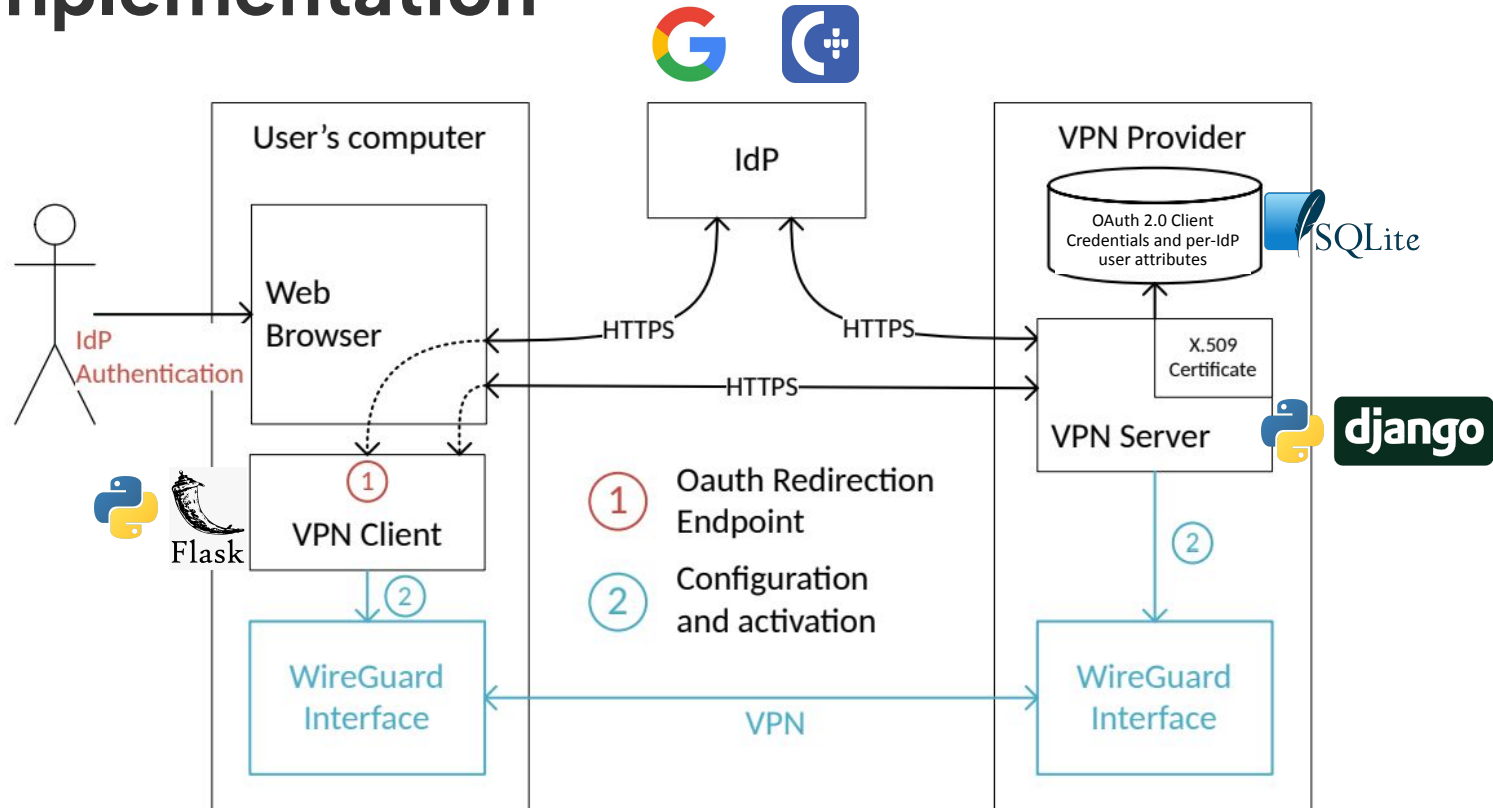 mplementation
User's computer
IdP
VPN Provider
OAuth 2.0 Client
Credentials and per-IdP
user attributes
SQLite
Web
Browser
IdP
Authentication
HTTPS
HTTPS
HTTPS
X.509
Certificate
VPN Server
django
1
VPN Client
Flask
1
Oauth Redirection
Endpoint
2
Configuration
and activation
2
2
WireGuard
Interface
VPN
WireGuard
Interface